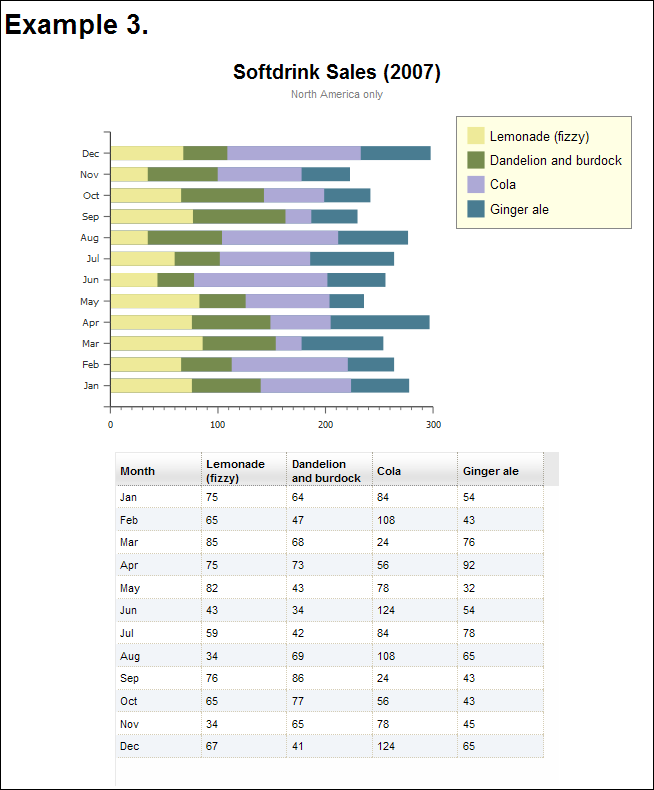 Example 3.
Softdrink Sales (2007)
North America only
Lemonade (fizzy)
Dandelion and burdock
Cola
Ginger ale
Dec
Nov
Oct
Sep
Aug
Jul
Jun
May
Apr
Mar
Feb
Jan
0 100 200 300
Month Lemonade (fizzy) Dandelion and burdock Cola Ginger ale
Jan 75 64 84 54
Feb 65 47 108 43
Mar 85 68 24 76
Apr 75 73 56 92
May 82 43 78 32
Jun 43 34 124 54
Jul 59 42 84 78
Aug 34 69 108 65
Sep 76 86 24 43
Oct 65 77 56 43
Nov 34 65 78 45
Dec 67 41 124 65